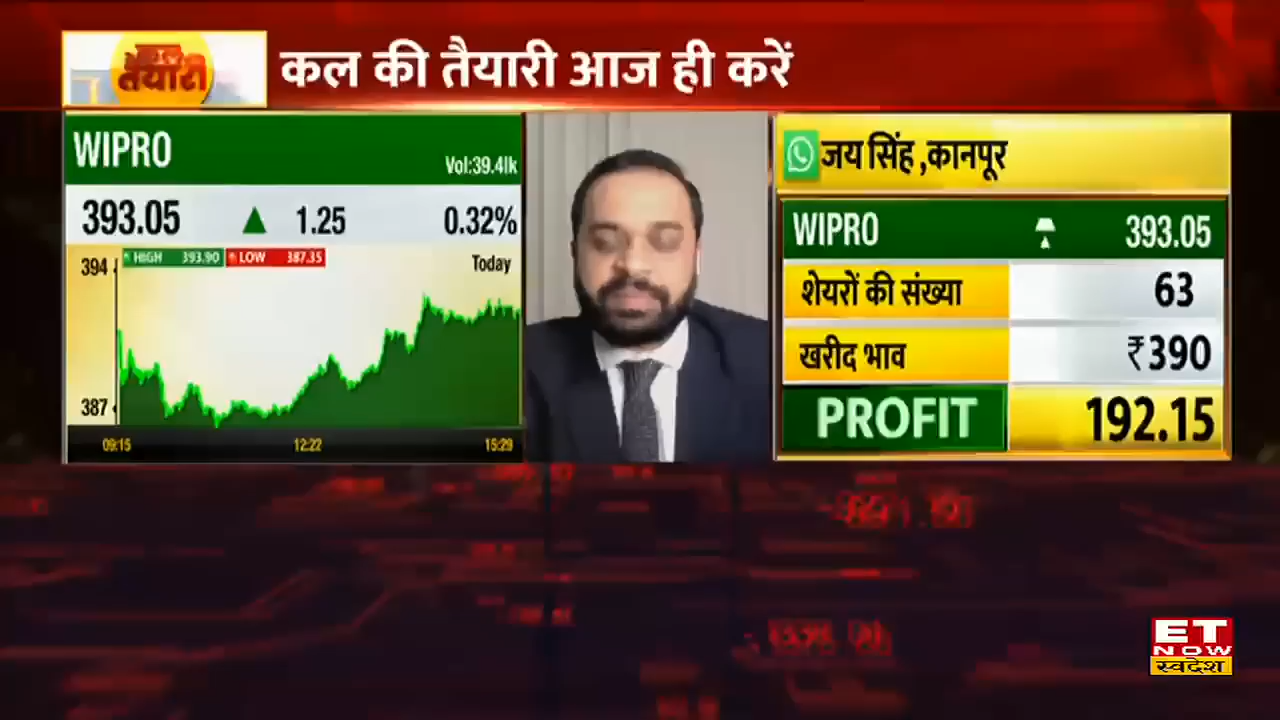 तैयारी
कल की तैयारी आज ही करें
WIPRO
Vol:39.4lk
393.05 ▲ 1.25 0.32%
HIGH 393.90 LOW 387.35 Today
394
387
09:15 12:22 15:29
जय सिंह ,कानपूर
WIPRO 393.05
शेयरों की संख्या 63
खरीद भाव ₹390
PROFIT 192.15
ET
NOW
स्वदेश